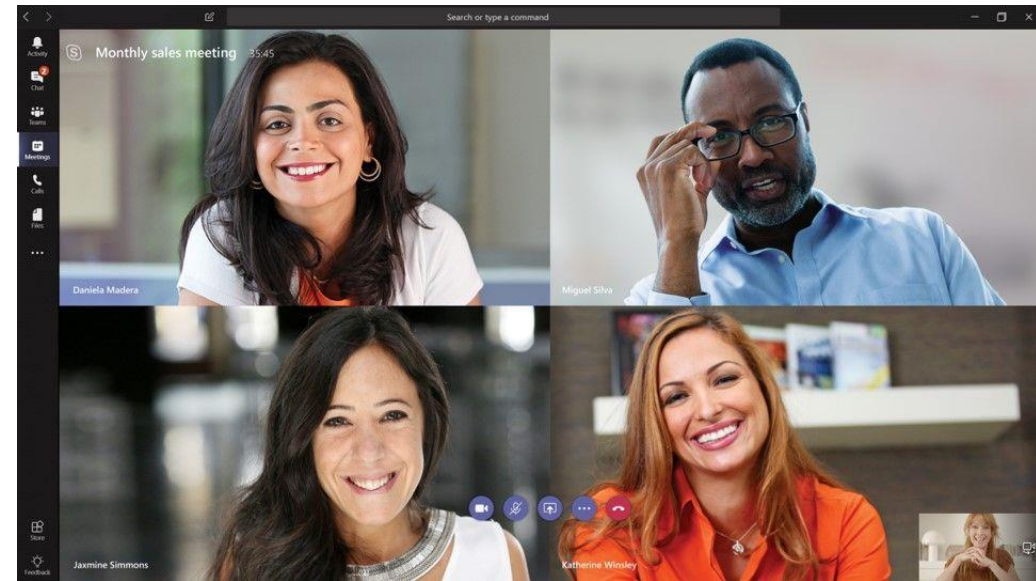 Search or type a command
Activity
S Monthly sales meeting 35:45
2
Chat
Teams
Meetings
Calls
Files
Daniela Madera
Miguel Silva
Store
Feedback
Jaxmine Simmons
Katherine Winsley